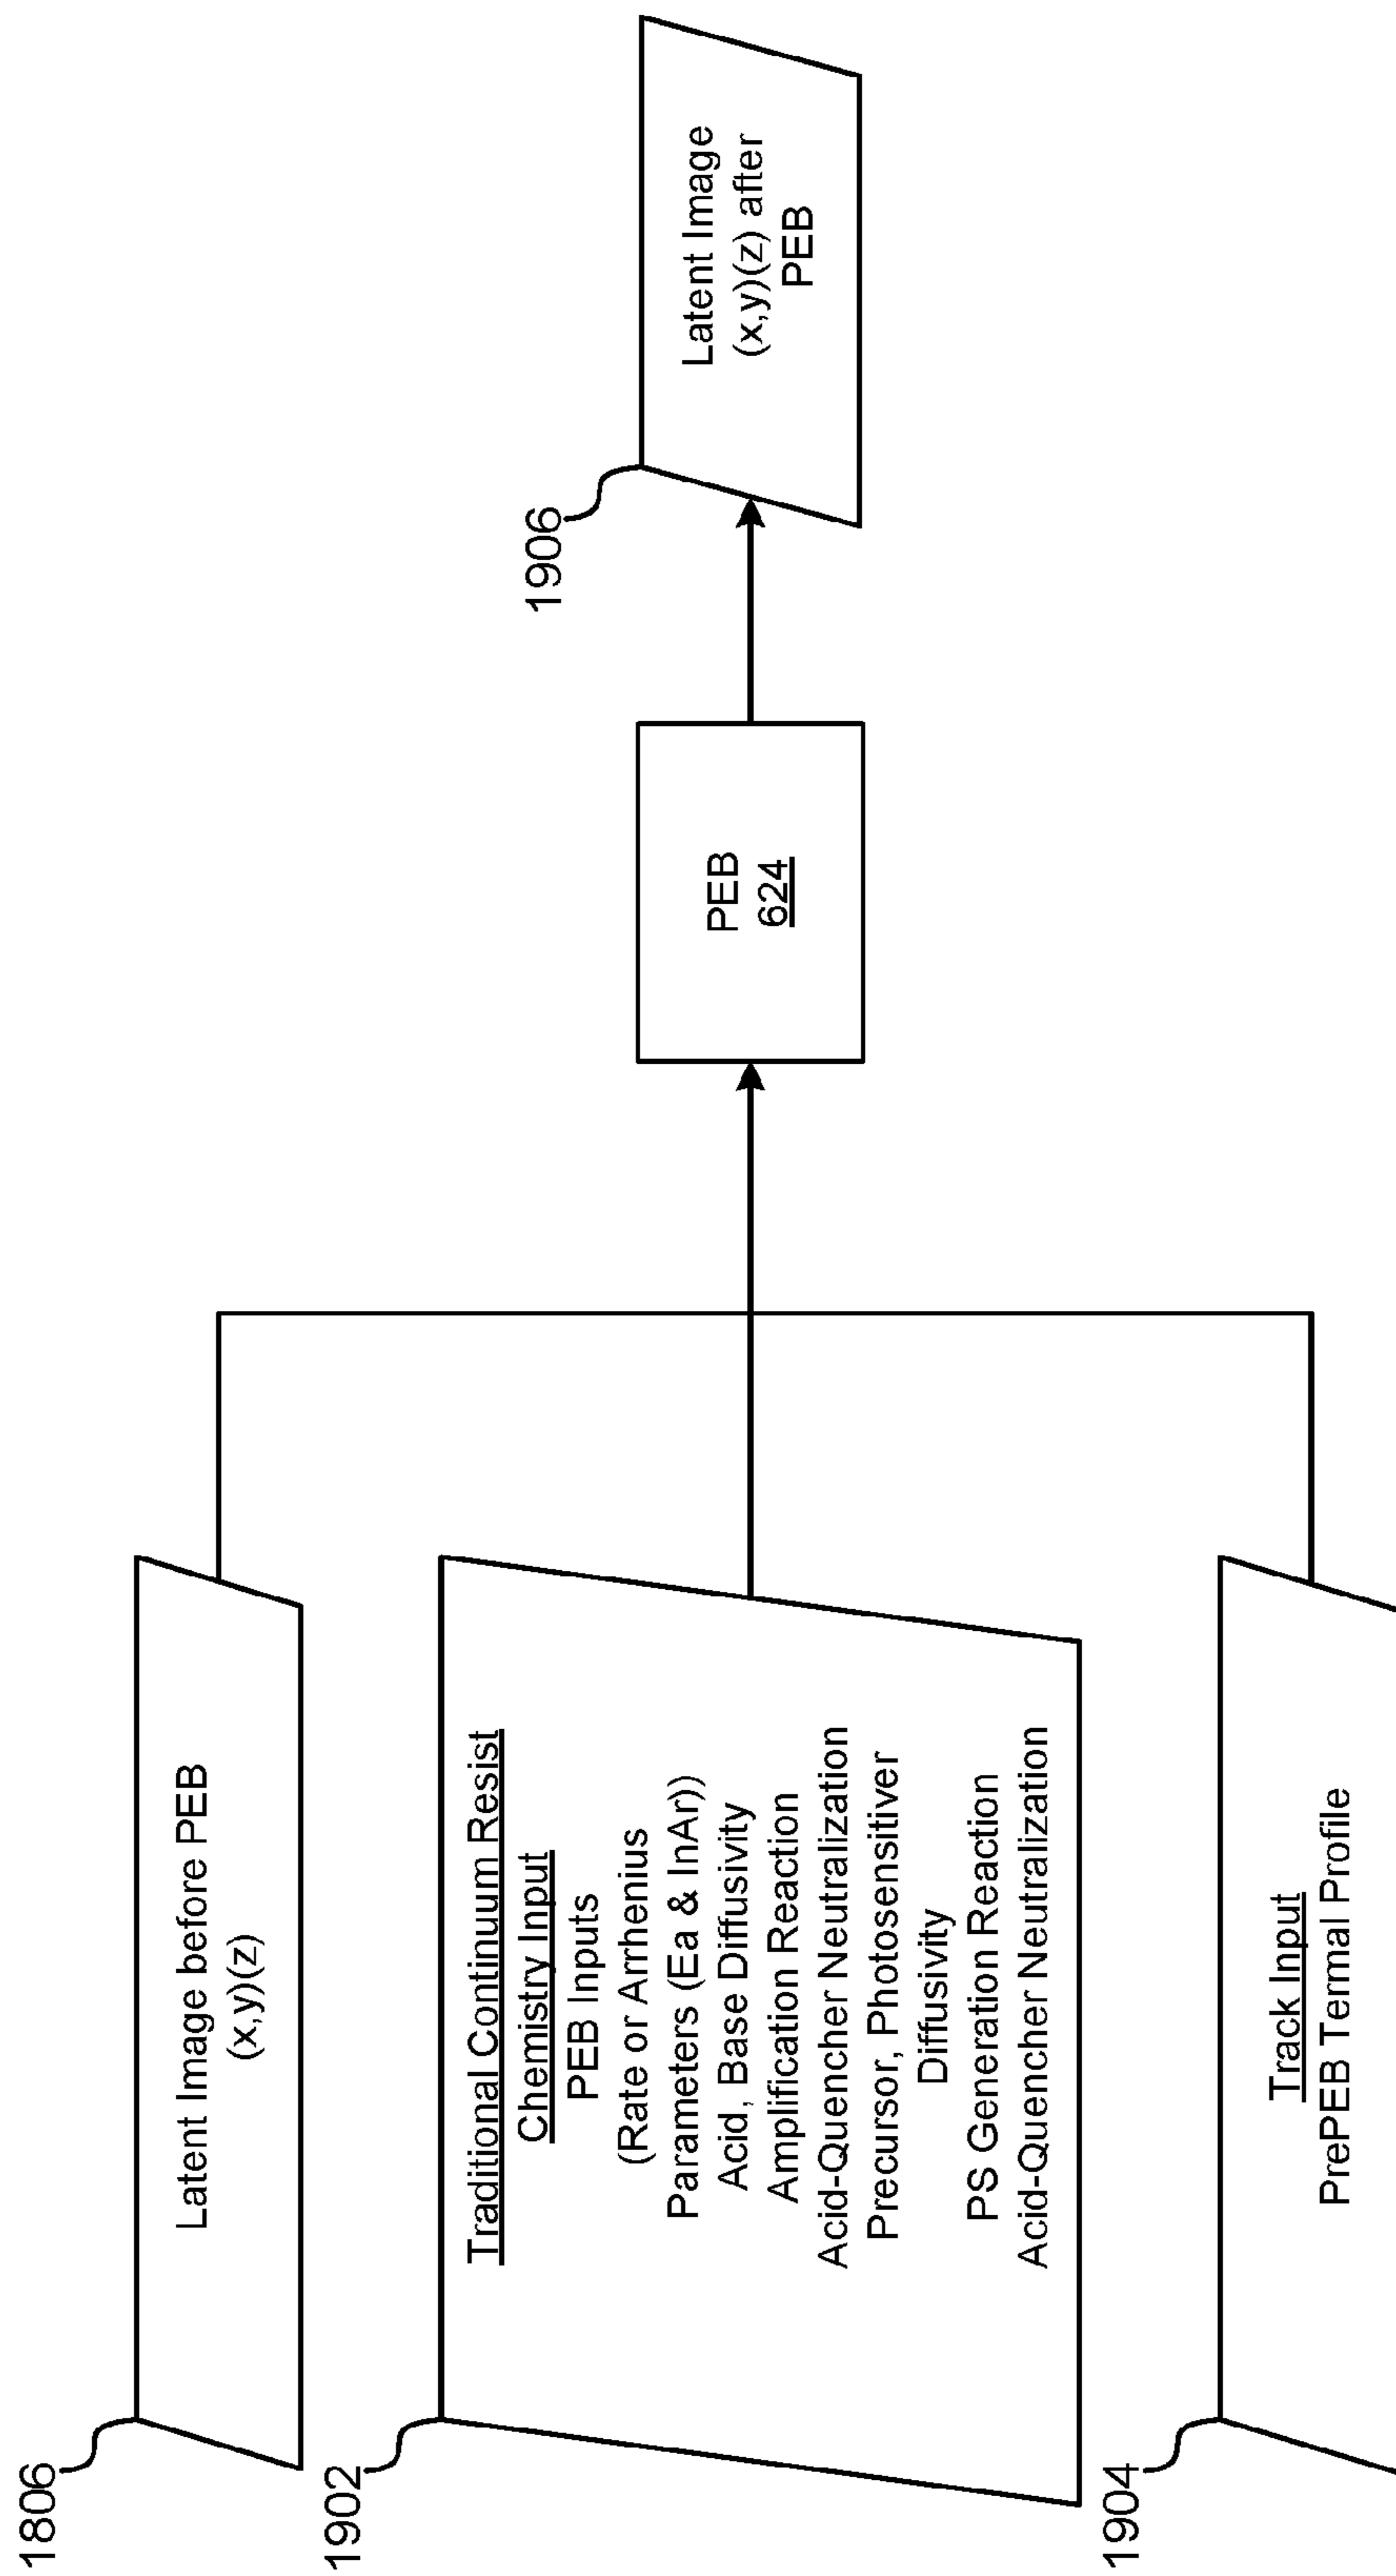 1806
Latent Image before PEB
(x,y)(z)
1902
Traditional Continuum Resist
Chemistry Input
PEB Inputs
(Rate or Arrhenius
Parameters (Ea & lnAr))
Acid, Base Diffusivity
Amplification Reaction
Acid-Quencher Neutralization
Precursor, Photosensitiver
Diffusivity
PS Generation Reaction
Acid-Quencher Neutralization
1904
Track Input
PrePEB Termal Profile
PEB
624
1906
Latent Image
(x,y)(z) after
PEB